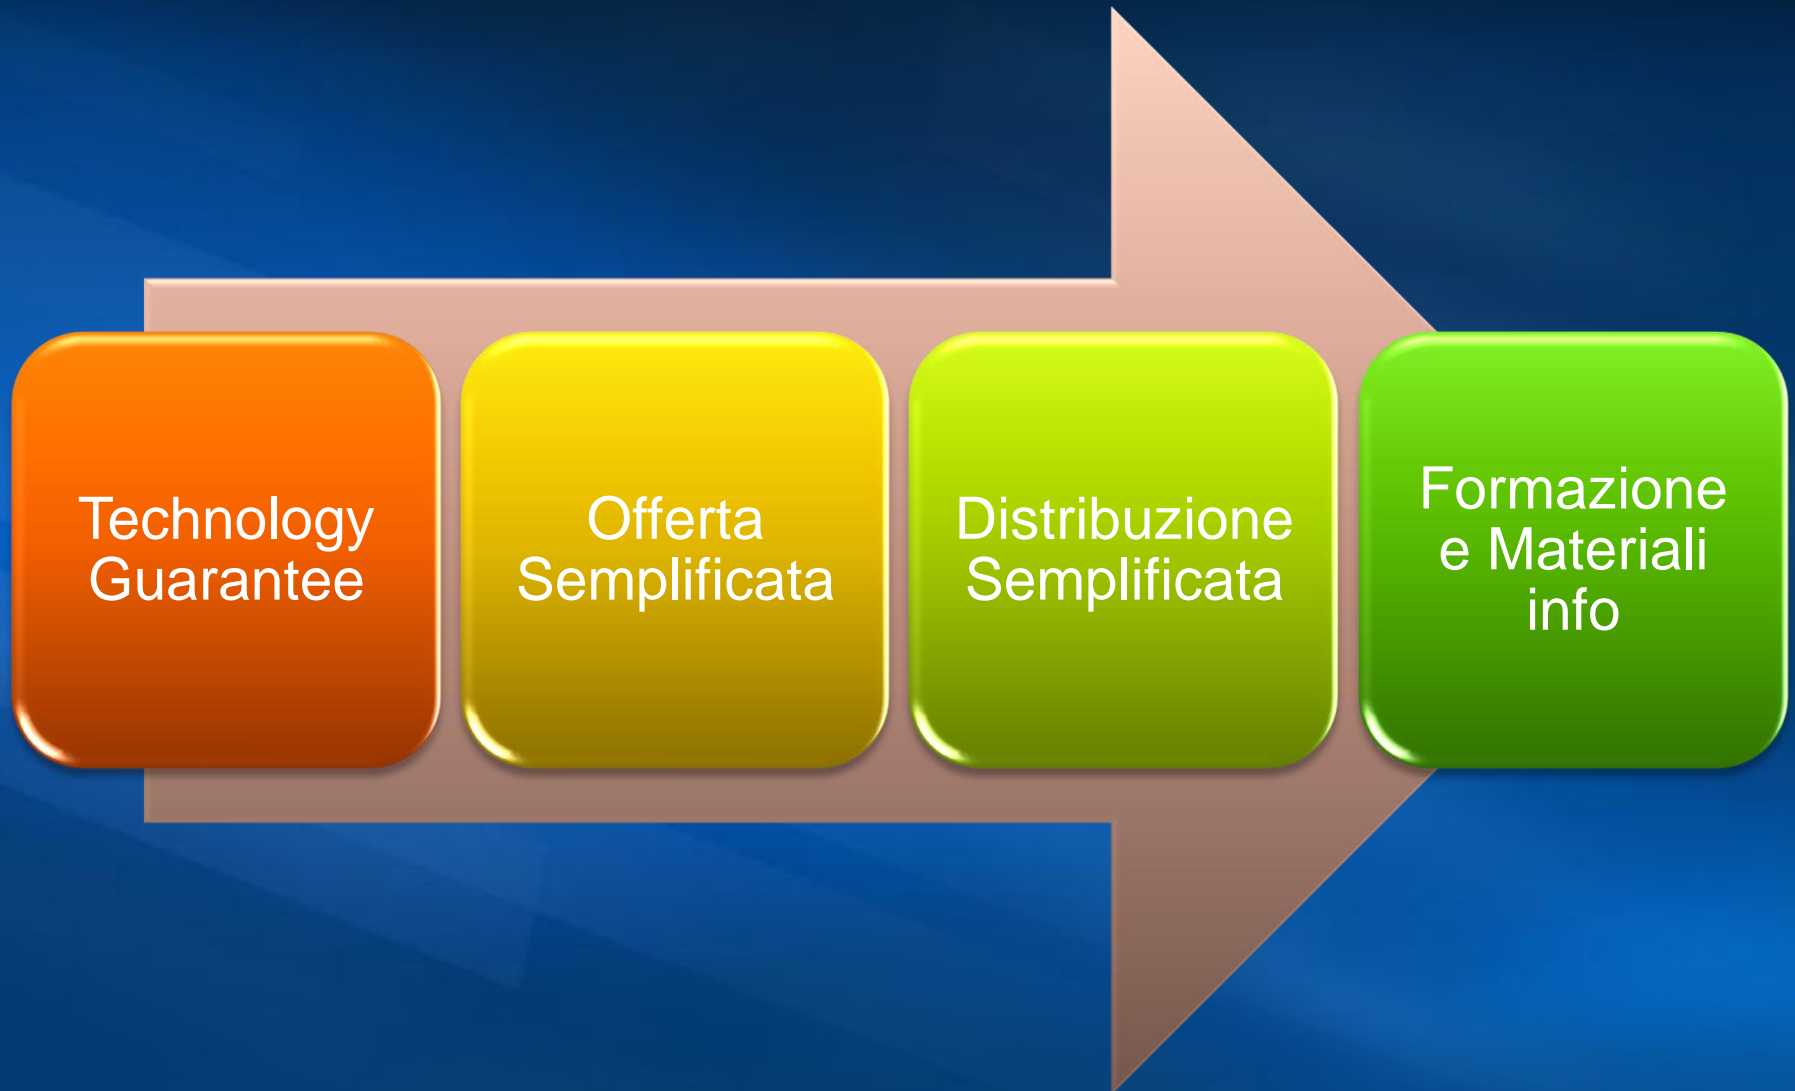 Technology
Guarantee
Offerta
Semplificata
Distribuzione
Semplificata
Formazione
e Materiali
info